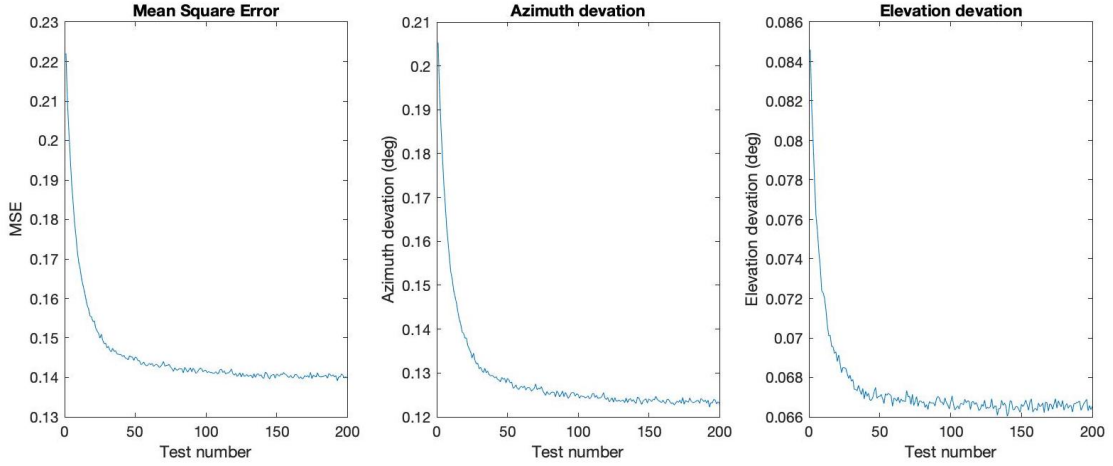 Mean Square Error
0.23
0.22
0.21
0.2
0.19
0.18
0.17
0.16
0.15
0.14
0.13
MSE
0 50 100 150 200
Test number
Azimuth devation
0.21
0.2
0.19
0.18
0.17
0.16
0.15
0.14
0.13
0.12
Azimuth devation (deg)
0 50 100 150 200
Test number
Elevation devation
0.086
0.084
0.082
0.08
0.078
0.076
0.074
0.072
0.07
0.068
0.066
Elevation devation (deg)
0 50 100 150 200
Test number